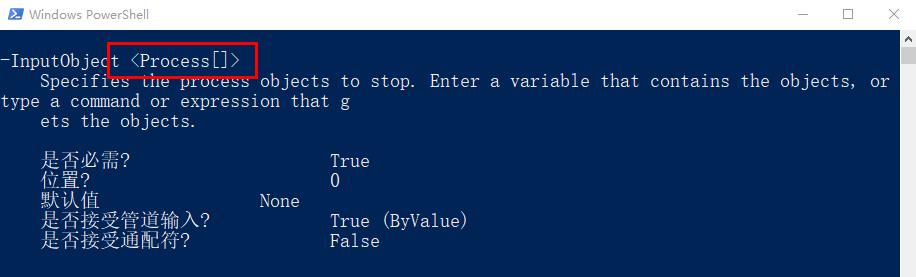 Windows PowerShell
-InputObject <Process[]>
Specifies the process objects to stop. Enter a variable that contains the objects, or
type a command or expression that g
ets the objects.
是否必需? True
位置? 0
默认值 None
是否接受管道输入? True (ByValue)
是否接受通配符? False